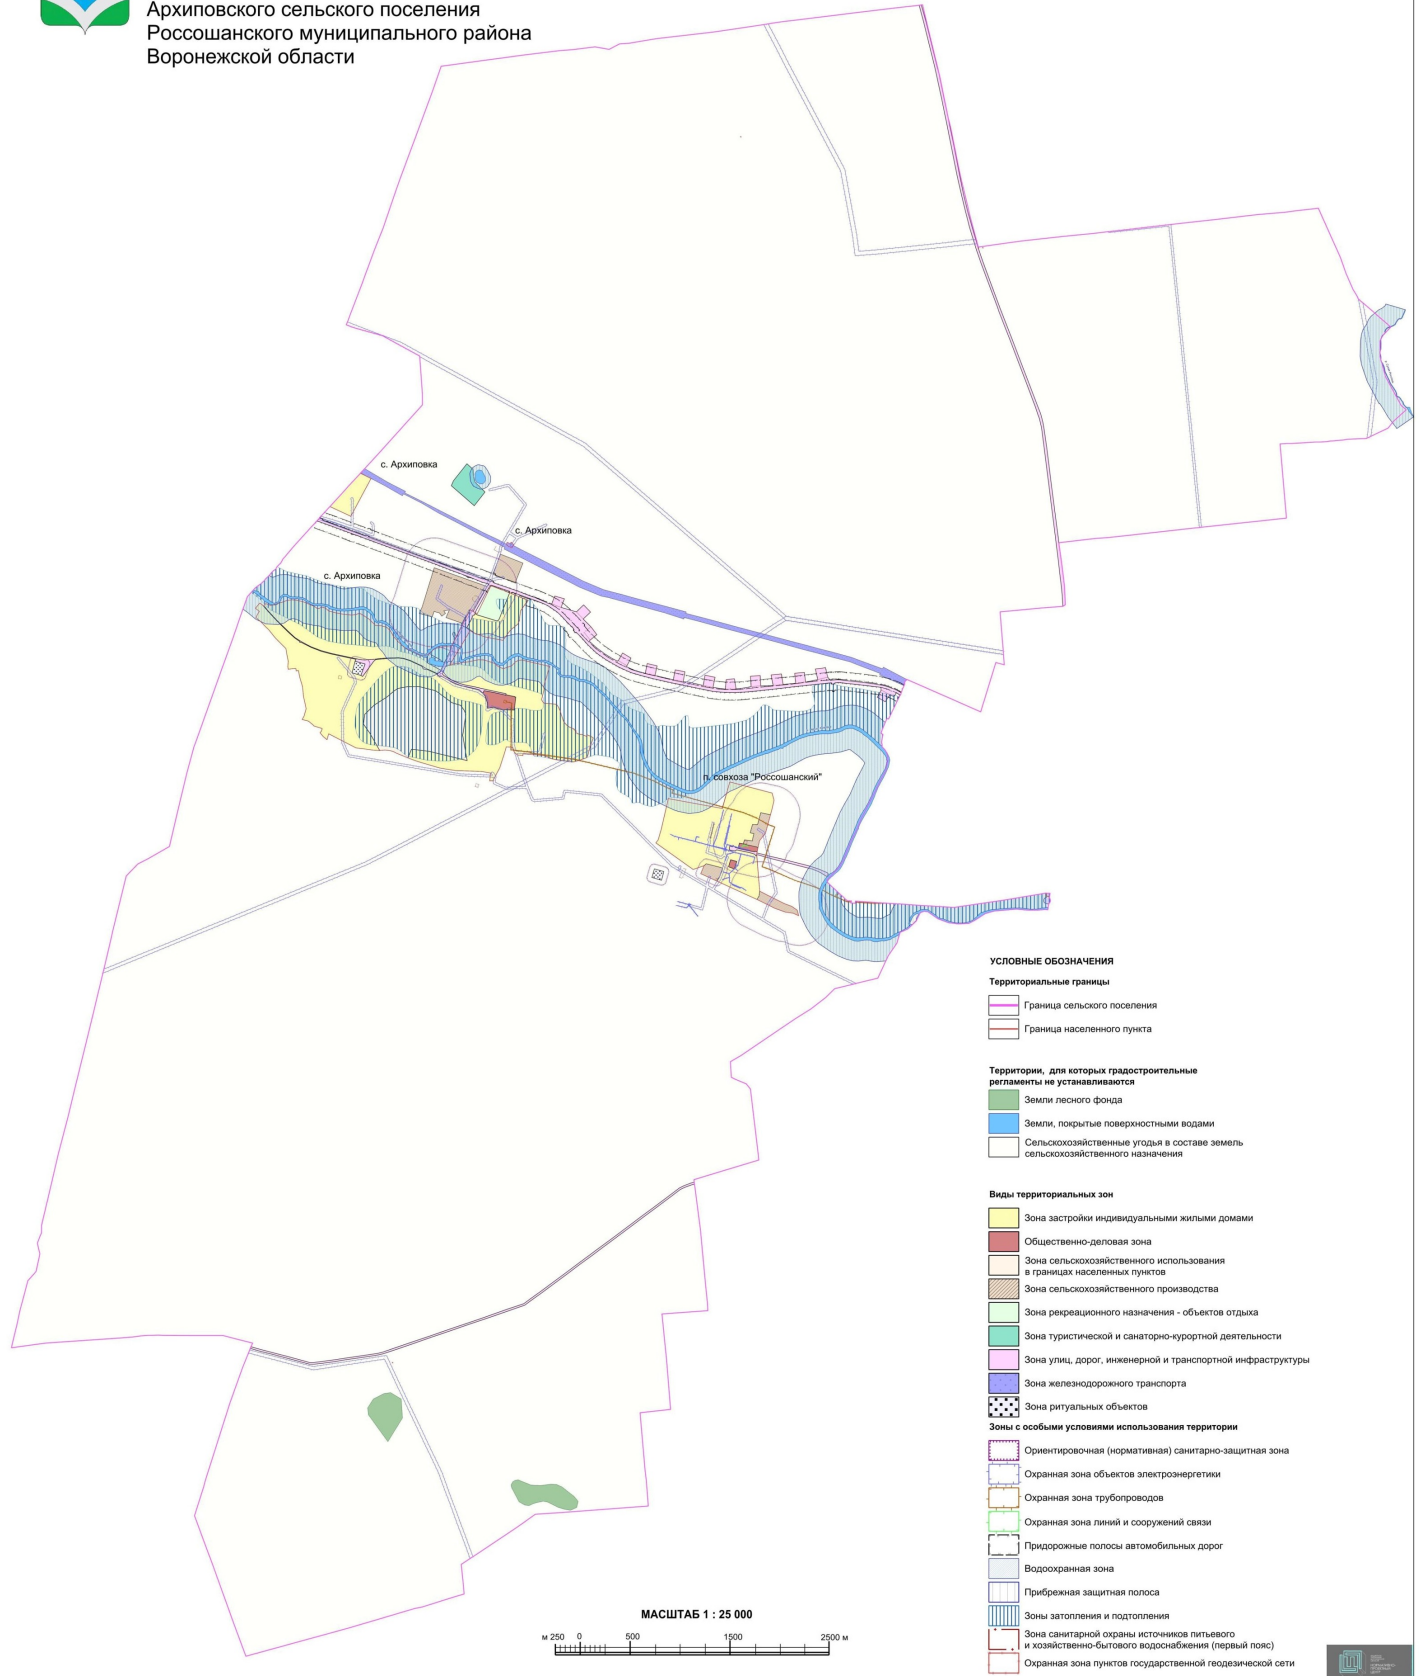 Архиповского сельского поселения
Россошанского муниципального района
Воронежской области
с. Архиповка
с. Архиповка
с. Архиповка
п. совхоза "Россошанский"
УСЛОВНЫЕ ОБОЗНАЧЕНИЯ
Территориальные границы
Граница сельского поселения
Граница населенного пункта
Территории, для которых градостроительные
регламенты не устанавливаются
Земли лесного фонда
Земли, покрытые поверхностными водами
Сельскохозяйственные угодья в составе земель
сельскохозяйственного назначения
Виды территориальных зон
Зона застройки индивидуальными жилыми домами
Общественно-деловая зона
Зона сельскохозяйственного использования
в границах населенных пунктов
Зона сельскохозяйственного производства
Зона рекреационного назначения - объектов отдыха
Зона туристической и санаторно-курортной деятельности
Зона улиц, дорог, инженерной и транспортной инфраструктуры
Зона железнодорожного транспорта
Зона ритуальных объектов
Зоны с особыми условиями использования территории
Ориентировочная (нормативная) санитарно-защитная зона
Охранная зона объектов электроэнергетики
Охранная зона трубопроводов
Охранная зона линий и сооружений связи
Придорожные полосы автомобильных дорог
Водоохранная зона
Прибрежная защитная полоса
Зоны затопления и подтопления
Зона санитарной охраны источников питьевого
и хозяйственно-бытового водоснабжения (первый пояс)
Охранная зона пунктов государственной геодезической сети
МАСШТАБ 1 : 25 000
м 250 0 500 1500 2500 м